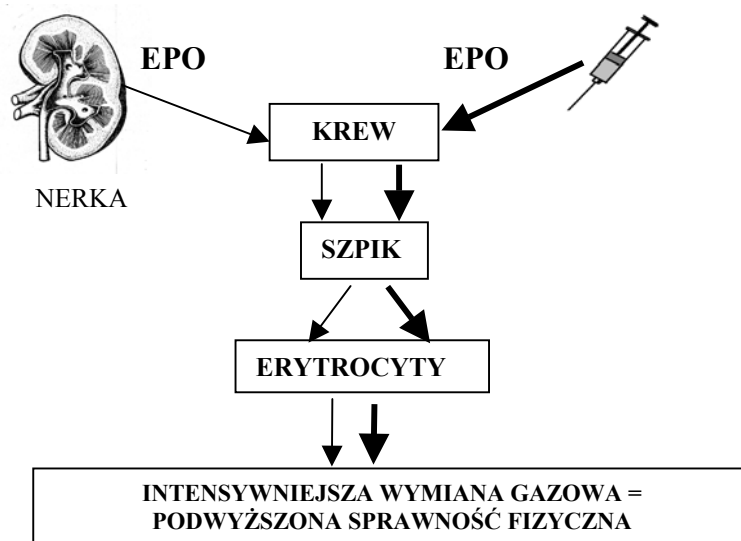 EPO
EPO
KREW
NERKA
SZPIK
ERYTROCYTY
INTENSYWNIEJSZA WYMIANA GAZOWA =
PODWYŻSZONA SPRAWNOŚĆ FIZYCZNA